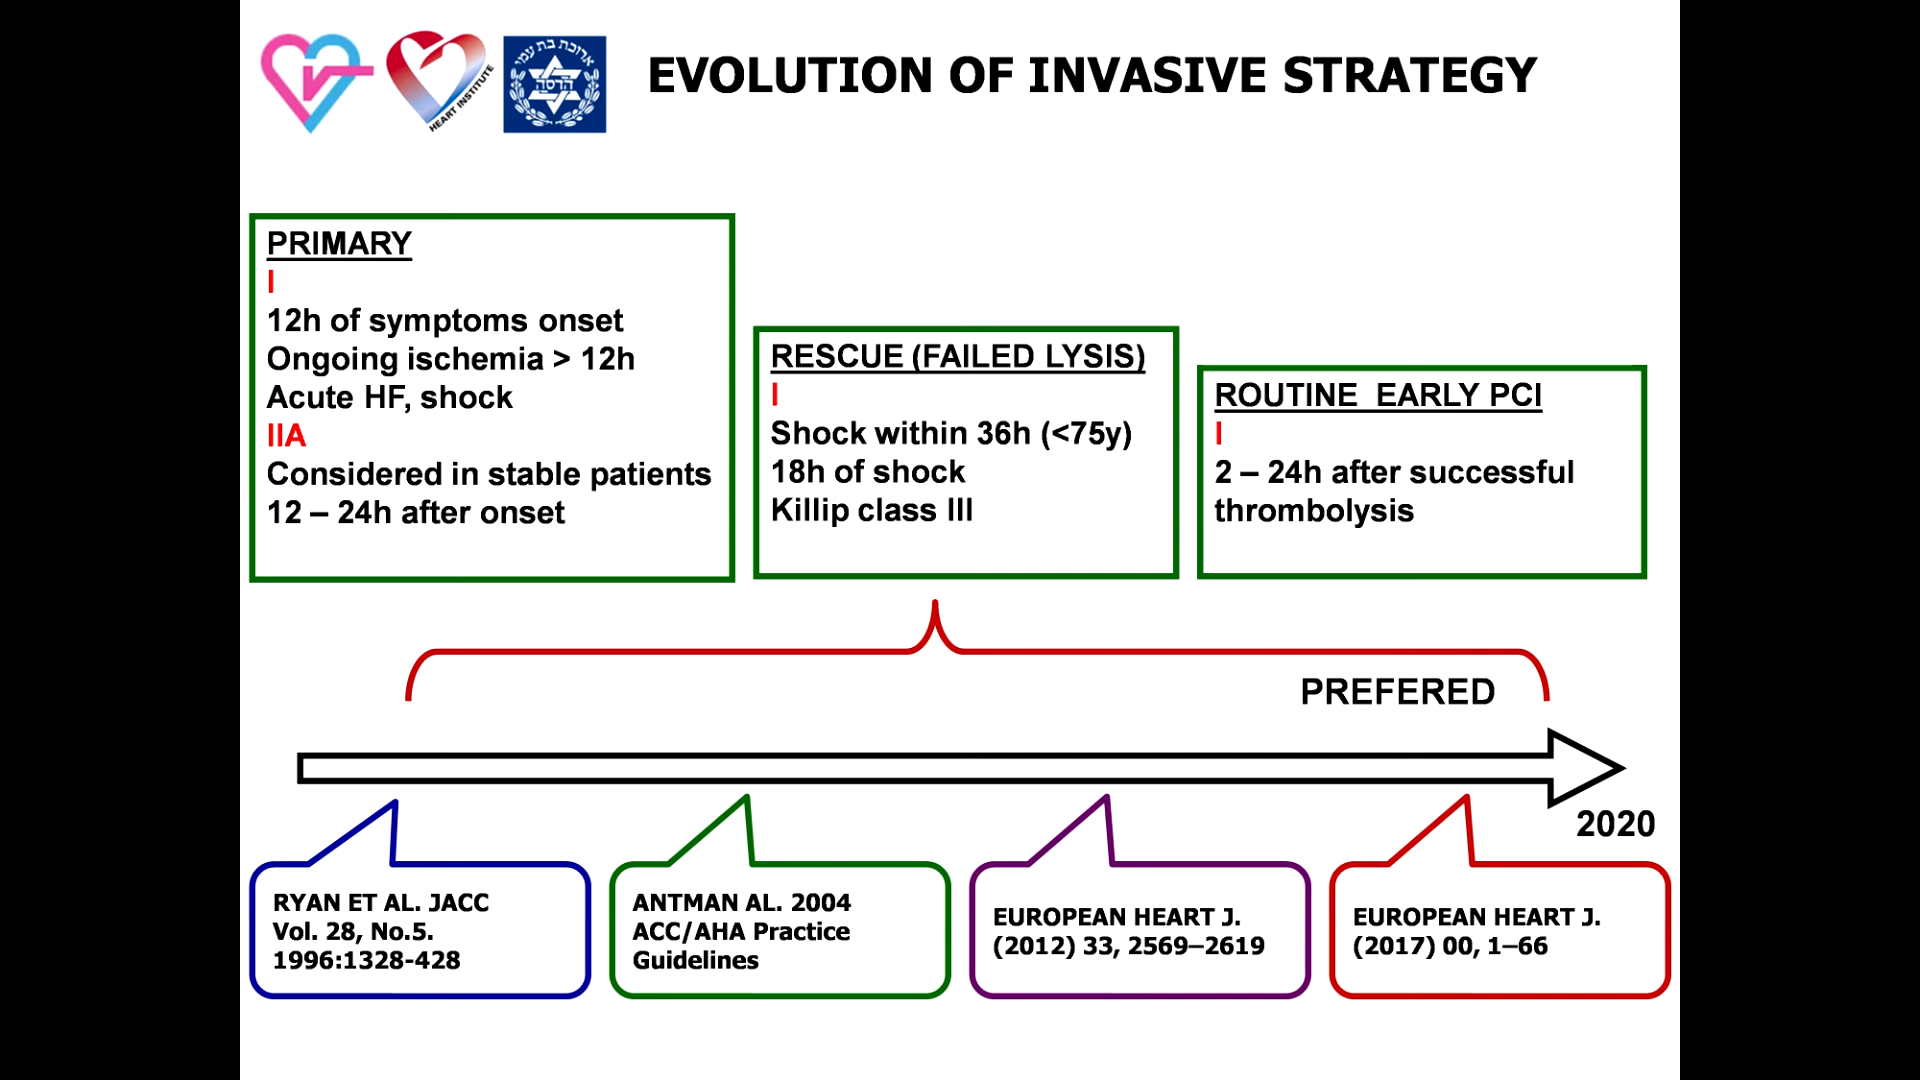 ארוכת בת עמי
הדסה
HEART INSTITUTE
EVOLUTION OF INVASIVE STRATEGY
PRIMARY
I
12h of symptoms onset
Ongoing ischemia > 12h
Acute HF, shock
IIA
Considered in stable patients
12 – 24h after onset
RESCUE (FAILED LYSIS)
I
Shock within 36h (<75y)
18h of shock
Killip class III
ROUTINE EARLY PCI
I
2 – 24h after successful
thrombolysis
PREFERED
2020
RYAN ET AL. JACC
Vol. 28, No.5.
1996:1328-428
ANTMAN AL. 2004
ACC/AHA Practice
Guidelines
EUROPEAN HEART J.
(2012) 33, 2569–2619
EUROPEAN HEART J.
(2017) 00, 1–66